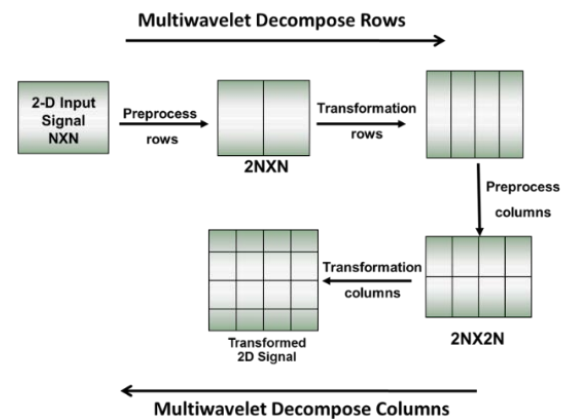 Multiwavelet Decompose Rows
2-D Input
Signal
NXN
Preprocess
rows
2NXN
Transformation
rows
Preprocess
columns
2NX2N
Transformation
columns
Transformed
2D Signal
Multiwavelet Decompose Columns